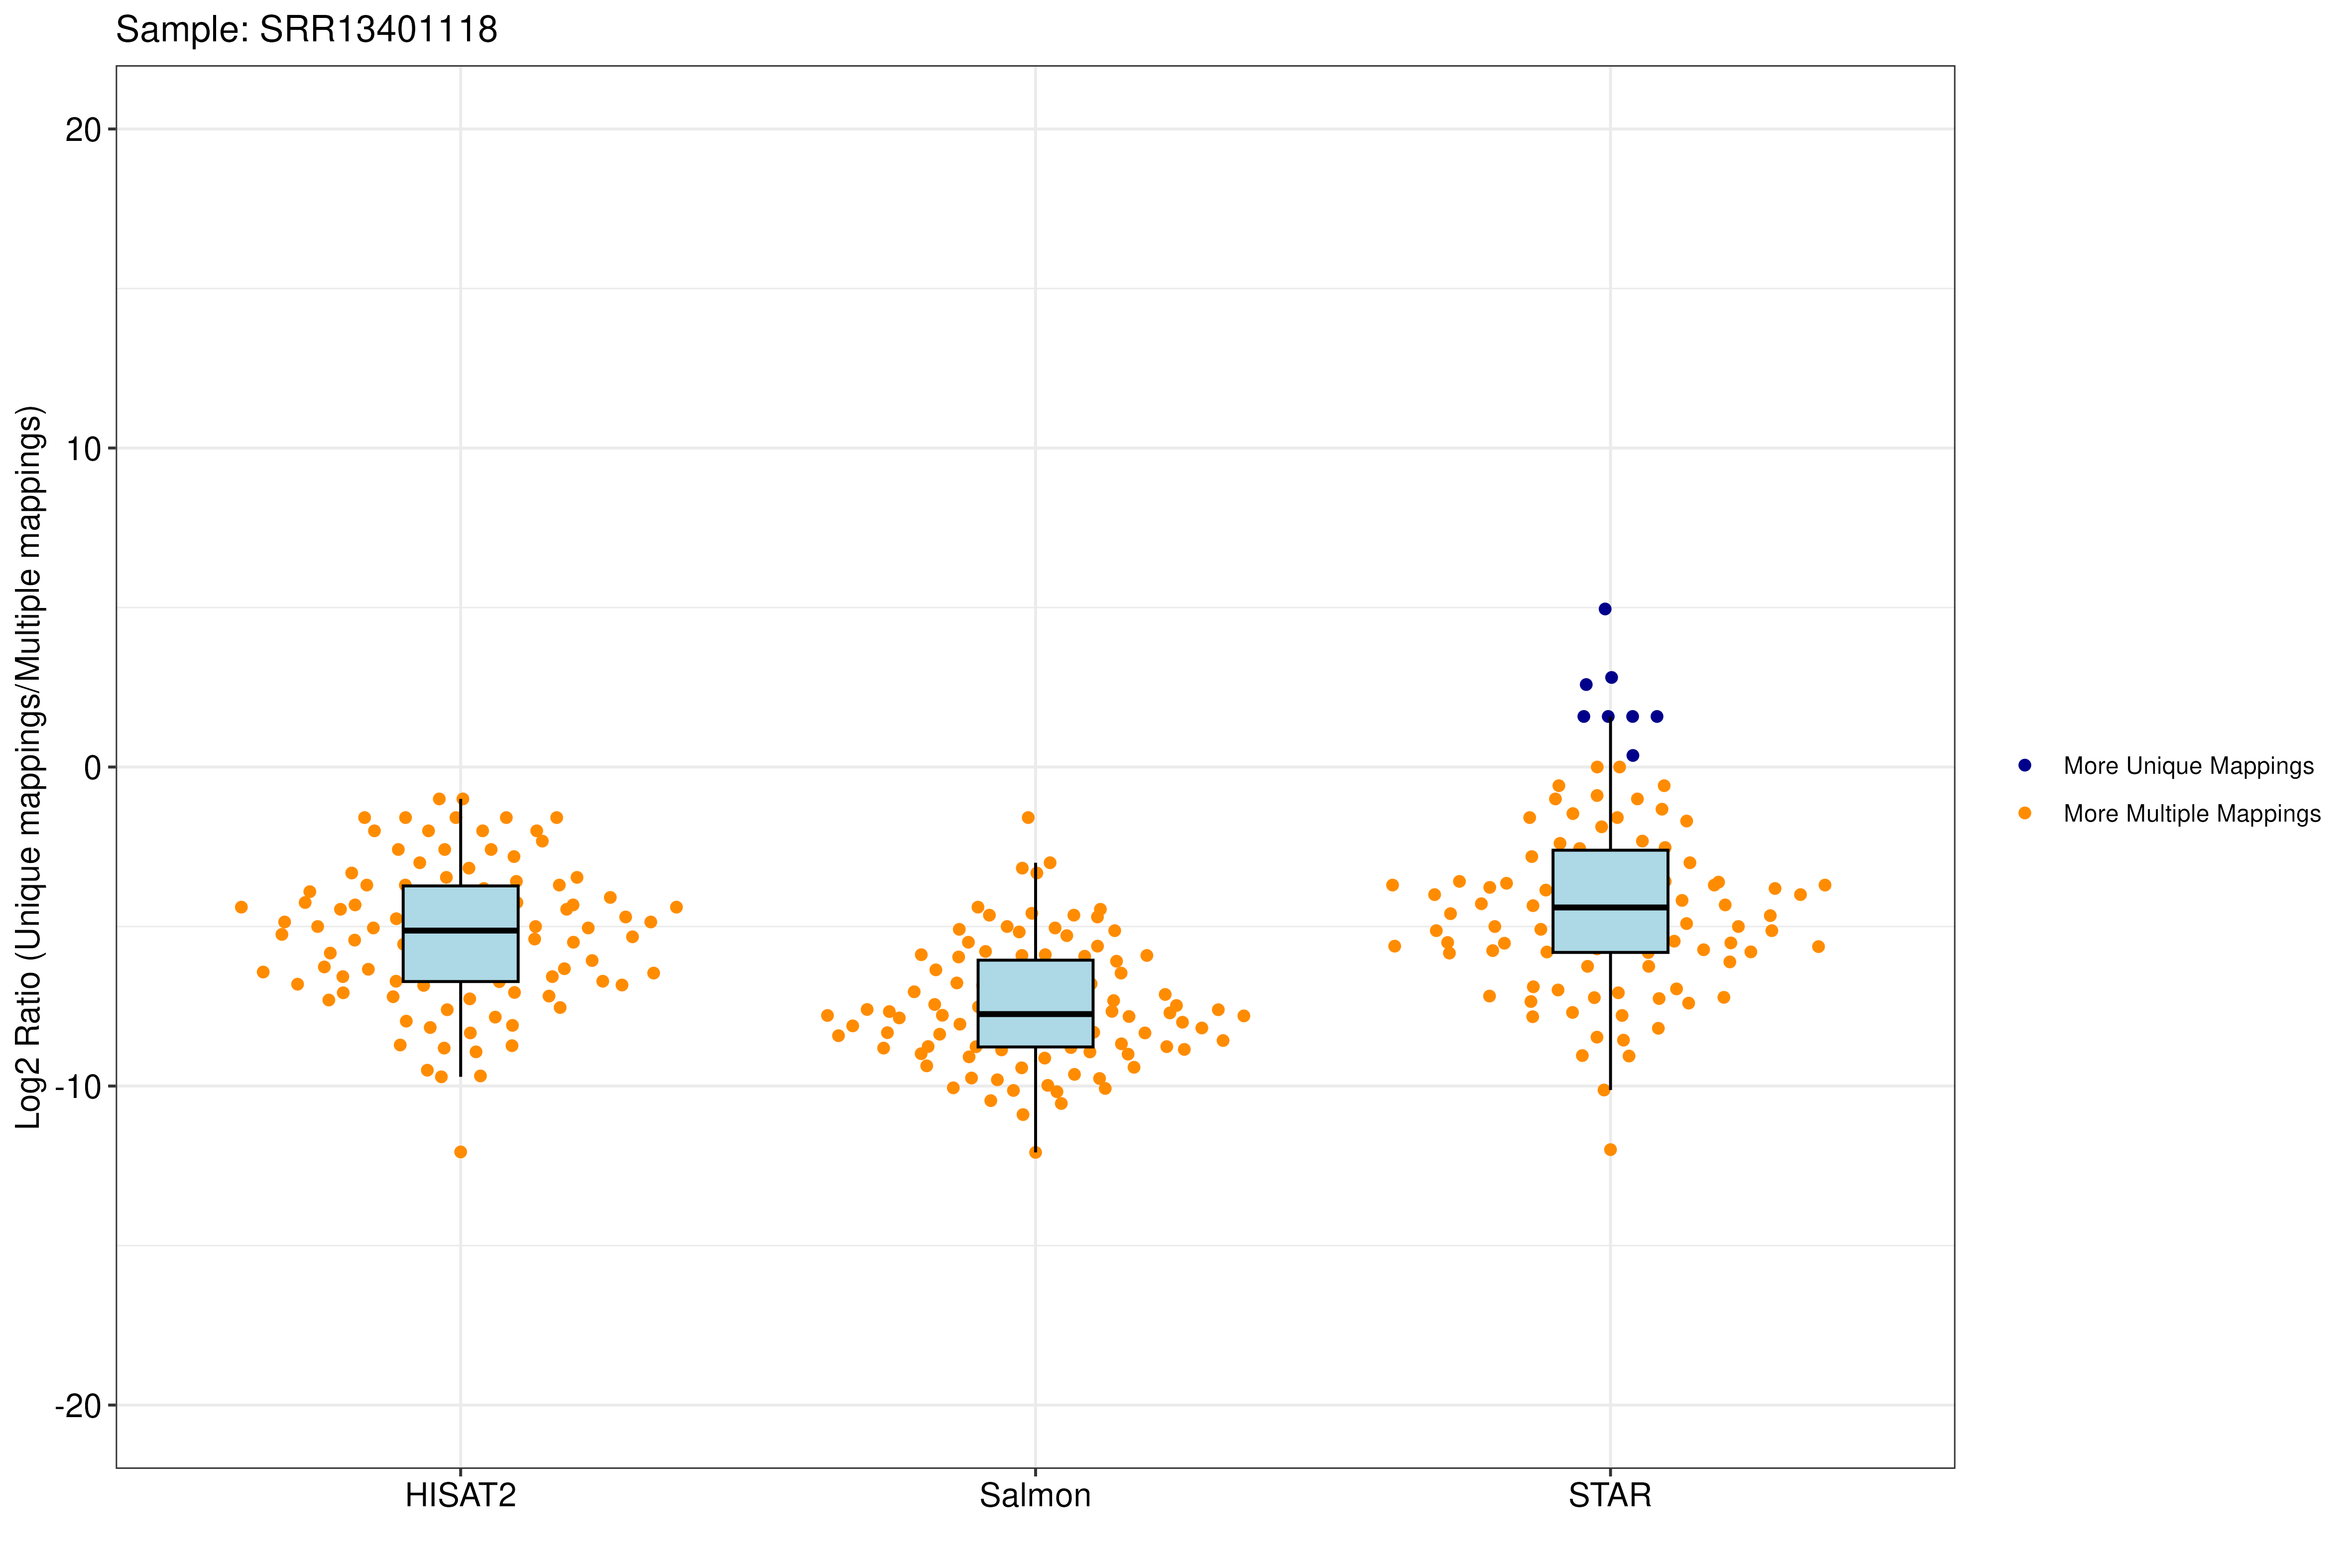 Sample: SRR13401118
Log2 Ratio (Unique mappings/Multiple mappings)
20
10
0
-10
-20
HISAT2
Salmon
STAR
More Unique Mappings
More Multiple Mappings